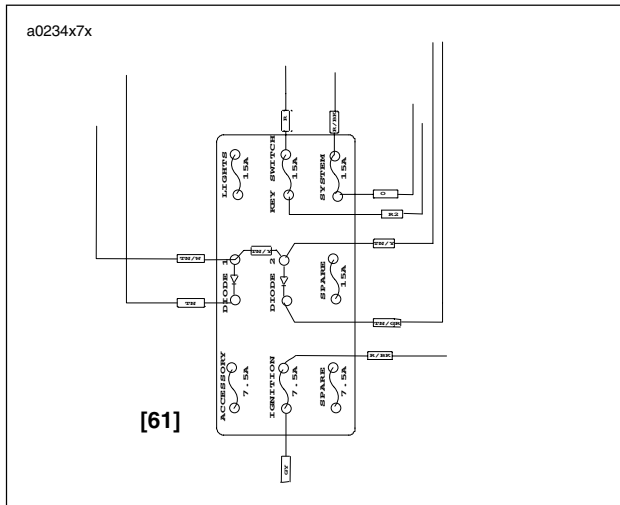 a0234x7x
R
R/BE
LIGHTS
15A
KEY SWITCH
15A
SYSTEM
15A
O
R2
TN/W
TN/Y
TN/Y
DIODE 1
DIODE 2
SPARE
15A
TN
TN/GR
R/BK
ACCESSORY
7.5A
IGNITION
7.5A
SPARE
7.5A
[61]
GY